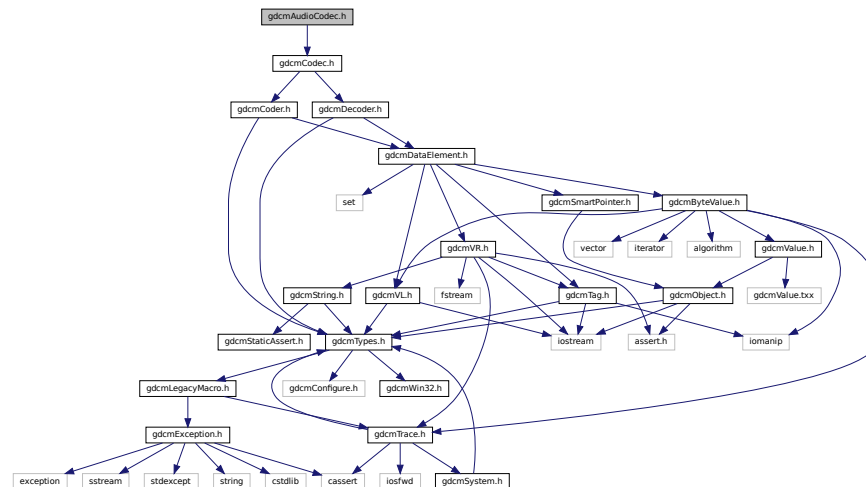 gdcmAudioCodec.h
gdcmCodec.h
gdcmCoder.h gdcmDecoder.h
gdcmDataElement.h
set gdcmSmartPointer.h gdcmByteValue.h
gdcmVR.h vector iterator algorithm gdcmValue.h
gdcmString.h gdcmVL.h fstream gdcmTag.h gdcmObject.h gdcmValue.txx
gdcmStaticAssert.h gdcmTypes.h iostream assert.h iomanip
gdcmLegacyMacro.h gdcmConfigure.h gdcmWin32.h
gdcmException.h gdcmTrace.h
exception sstream stdexcept string cstdlib cassert iosfwd gdcmSystem.h